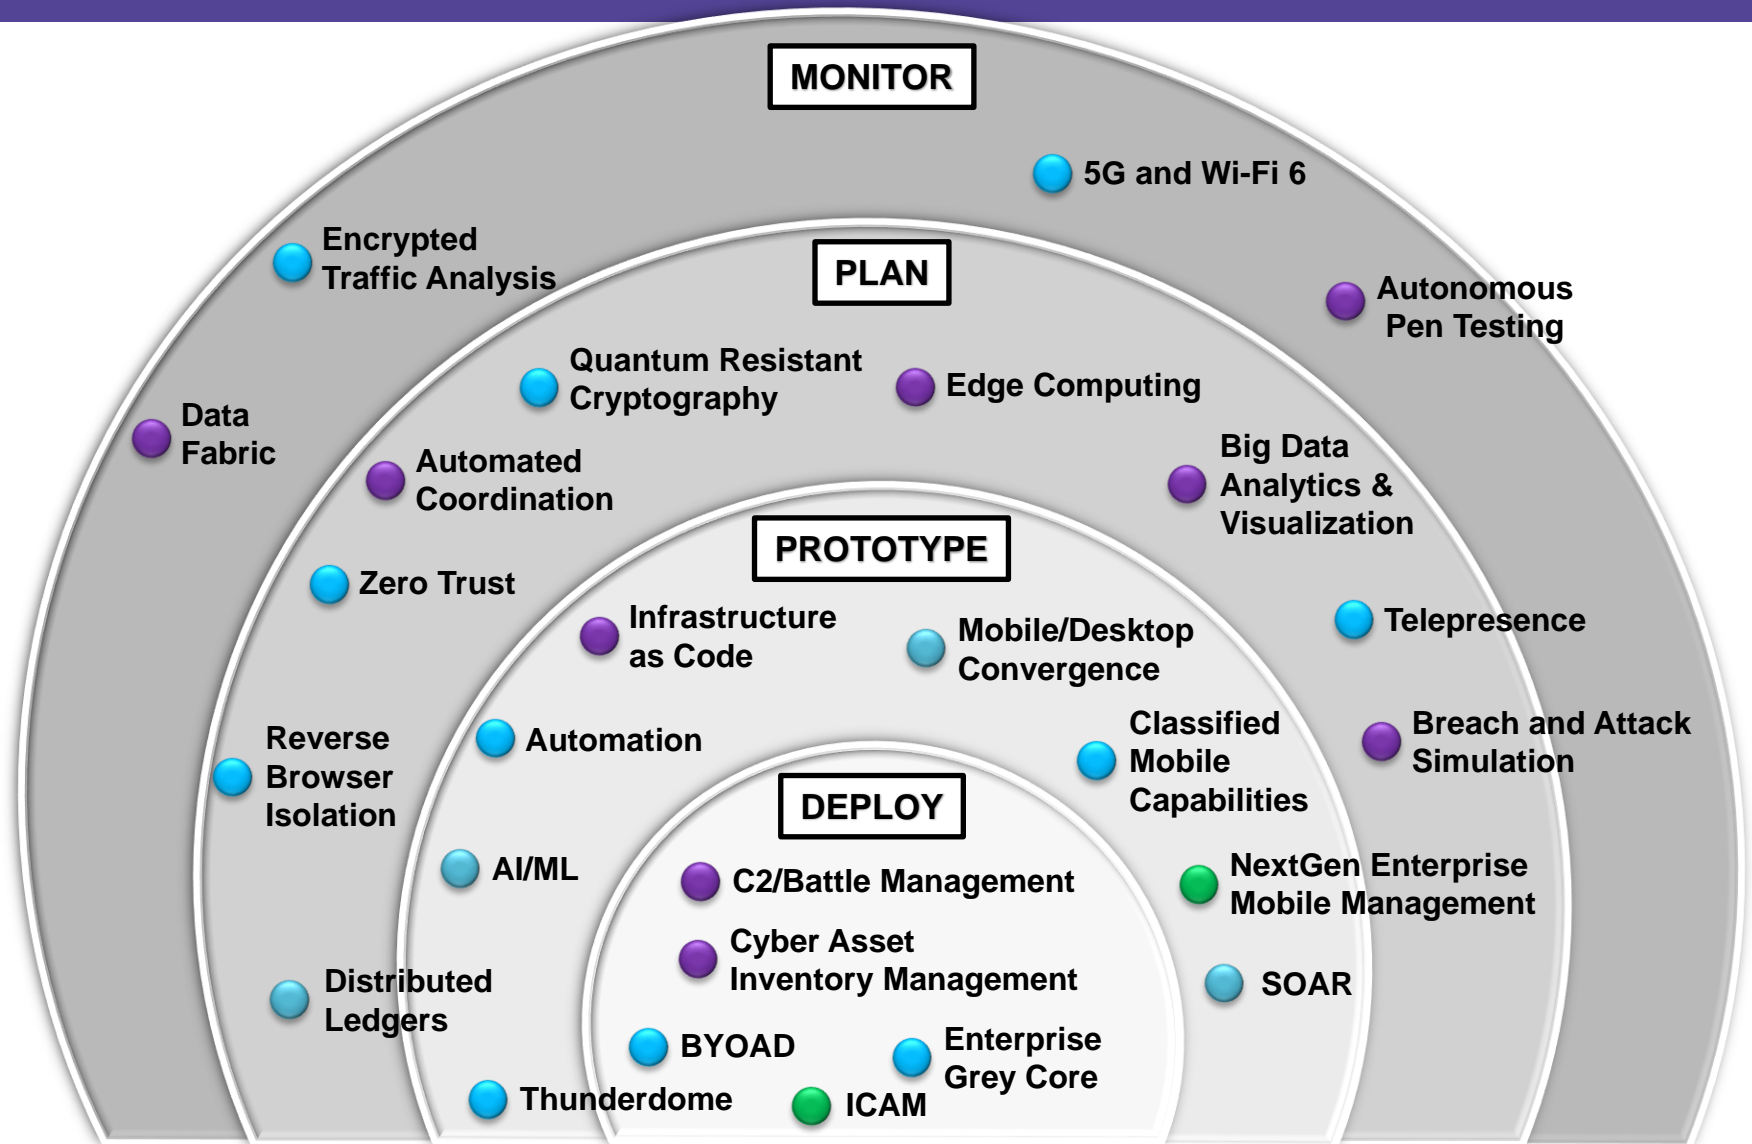 MONITOR
5G and Wi-Fi 6
Encrypted
Traffic Analysis
Autonomous
Pen Testing
Data
Fabric
PLAN
Quantum Resistant
Cryptography
Edge Computing
Automated
Coordination
Big Data
Analytics &
Visualization
Zero Trust
Telepresence
Reverse
Browser
Isolation
Breach and Attack
Simulation
Distributed
Ledgers
PROTOTYPE
Infrastructure
as Code
Mobile/Desktop
Convergence
Automation
Classified
Mobile
Capabilities
AI/ML
NextGen Enterprise
Mobile Management
SOAR
Thunderdome
DEPLOY
C2/Battle Management
Cyber Asset
Inventory Management
BYOAD
Enterprise
Grey Core
ICAM